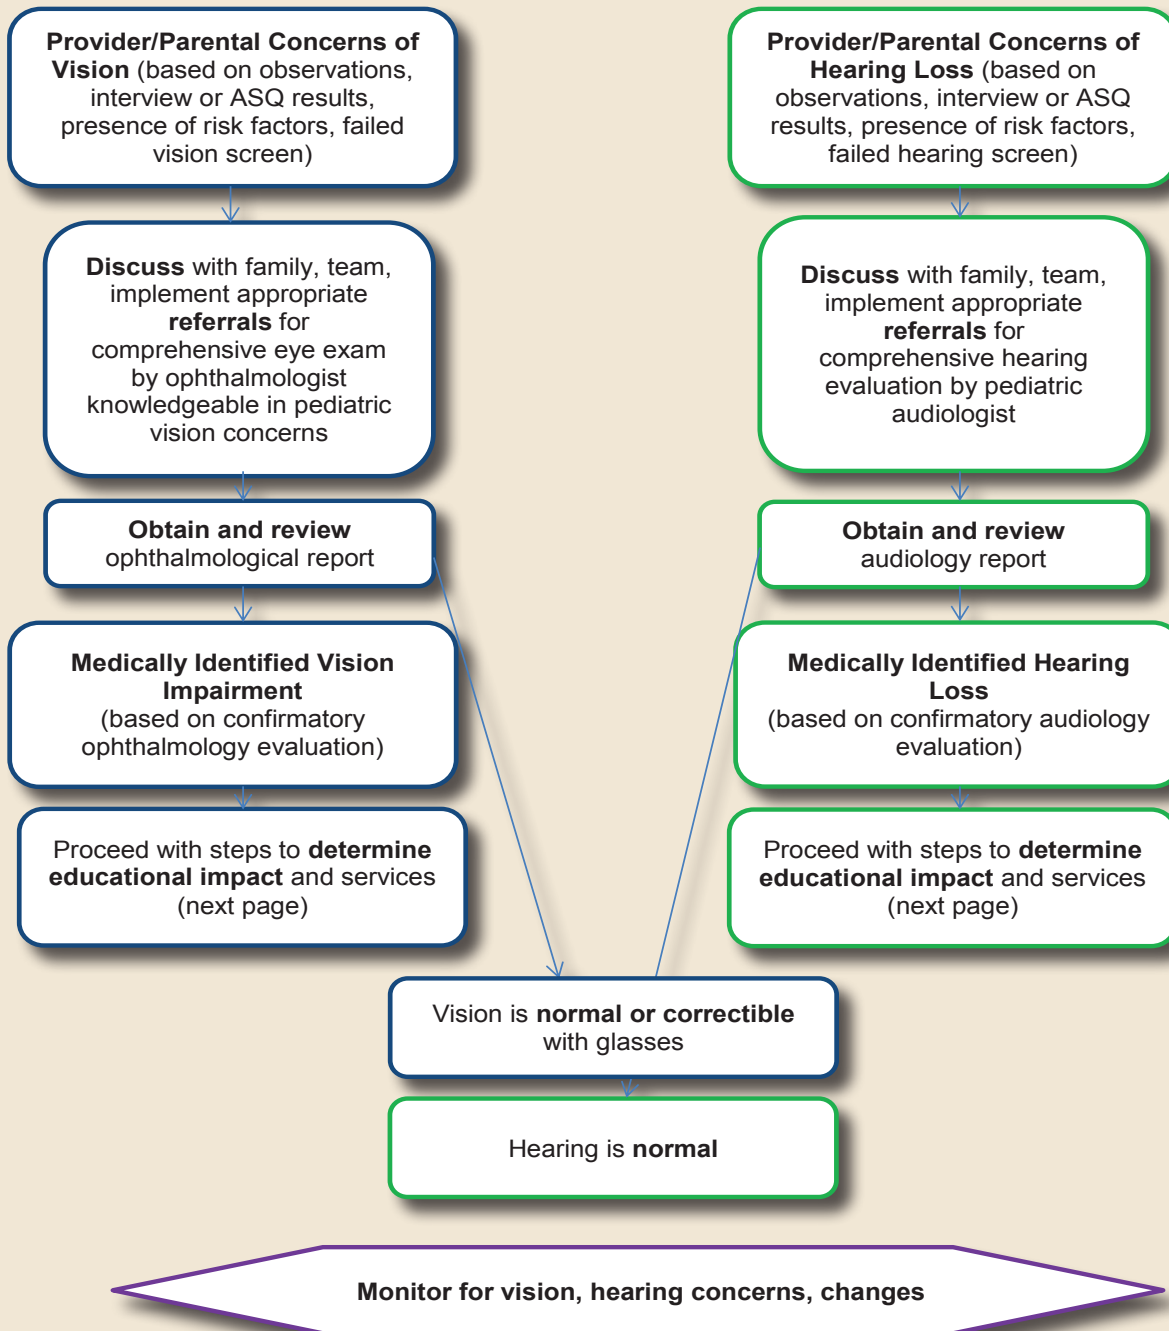 Provider/Parental Concerns of
Vision (based on observations,
interview or ASQ results,
presence of risk factors, failed
vision screen)
Discuss with family, team,
implement appropriate
referrals for
comprehensive eye exam
by ophthalmologist
knowledgeable in pediatric
vision concerns
Obtain and review
ophthalmological report
Medically Identified Vision
Impairment
(based on confirmatory
ophthalmology evaluation)
Proceed with steps to determine
educational impact and services
(next page)
Provider/Parental Concerns of
Hearing Loss (based on
observations, interview or ASQ
results, presence of risk factors,
failed hearing screen)
Discuss with family, team,
implement appropriate
referrals for
comprehensive hearing
evaluation by pediatric
audiologist
Obtain and review
audiology report
Medically Identified Hearing
Loss
(based on confirmatory audiology
evaluation)
Proceed with steps to determine
educational impact and services
(next page)
Vision is normal or correctible
with glasses
Hearing is normal
Monitor for vision, hearing concerns, changes